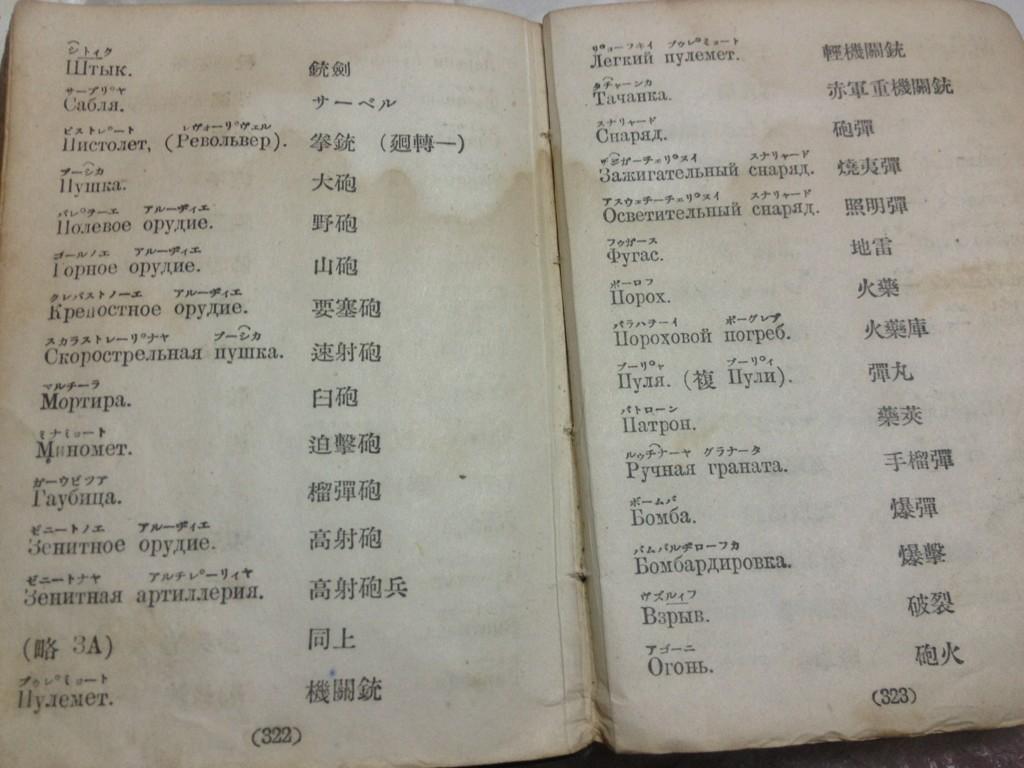 シトイク
Штык. 銃劍
サーブリ゚ヤ
Сабля. サーベル
ピストレ゚ート レヴォーリ゚ヴェル
Пистолет, (Револьвер). 拳銃 (廻轉一)
プーシカ
Пушка. 大砲
パレ゚ヲーエ アルーヂィエ
Полевое орудие. 野砲
ゴールノエ アルーヂィエ
Горное орудие. 山砲
クレパストノーエ アルーヂィエ
Крепостное орудие. 要塞砲
スカラストレーリ゚ナヤ プーシカ
Скорострельная пушка. 速射砲
マルチーラ
Мортира. 臼砲
ミナミョート
Миномет. 迫擊砲
ガーウビツア
Гаубица. 榴彈砲
ゼニートノエ アルーヂィエ
Зенитное орудие. 高射砲
ゼニートナヤ アルチレ゚ーリィヤ
Зенитная артиллерия. 高射砲兵
(略 ЗА) 同上
プゥレ゚ミョート
Пулемет. 機關銃
(322)
リ゚ョーフキイ プウレ゚ミョート
Легкий пулемет. 輕機關銃
タチャーンカ
Тачанка. 赤軍重機關銃
スナリャード
Снаряд. 砲彈
ザジガーチェリ゚ヌイ スナリャード
Зажигательный снаряд. 燒夷彈
アスウェチーチェリ゚ヌイ スナリャード
Осветительный снаряд. 照明彈
フゥガース
Фугас. 地雷
ポーロフ
Порох. 火藥
パラハヲーイ ポーグレブ
Пороховой погреб. 火藥庫
プーリ゚ャ プーリ゚ィ
Пуля. (複 Пули). 彈丸
パトローン
Патрон. 藥莢
ルゥチナーヤ グラナータ
Ручная граната. 手榴彈
ボームバ
Бомба. 爆彈
バムバルヂローフカ
Бомбардировка. 爆擊
ヴズルィフ
Взрыв. 破裂
アゴーニ
Огонь. 砲火
(323)